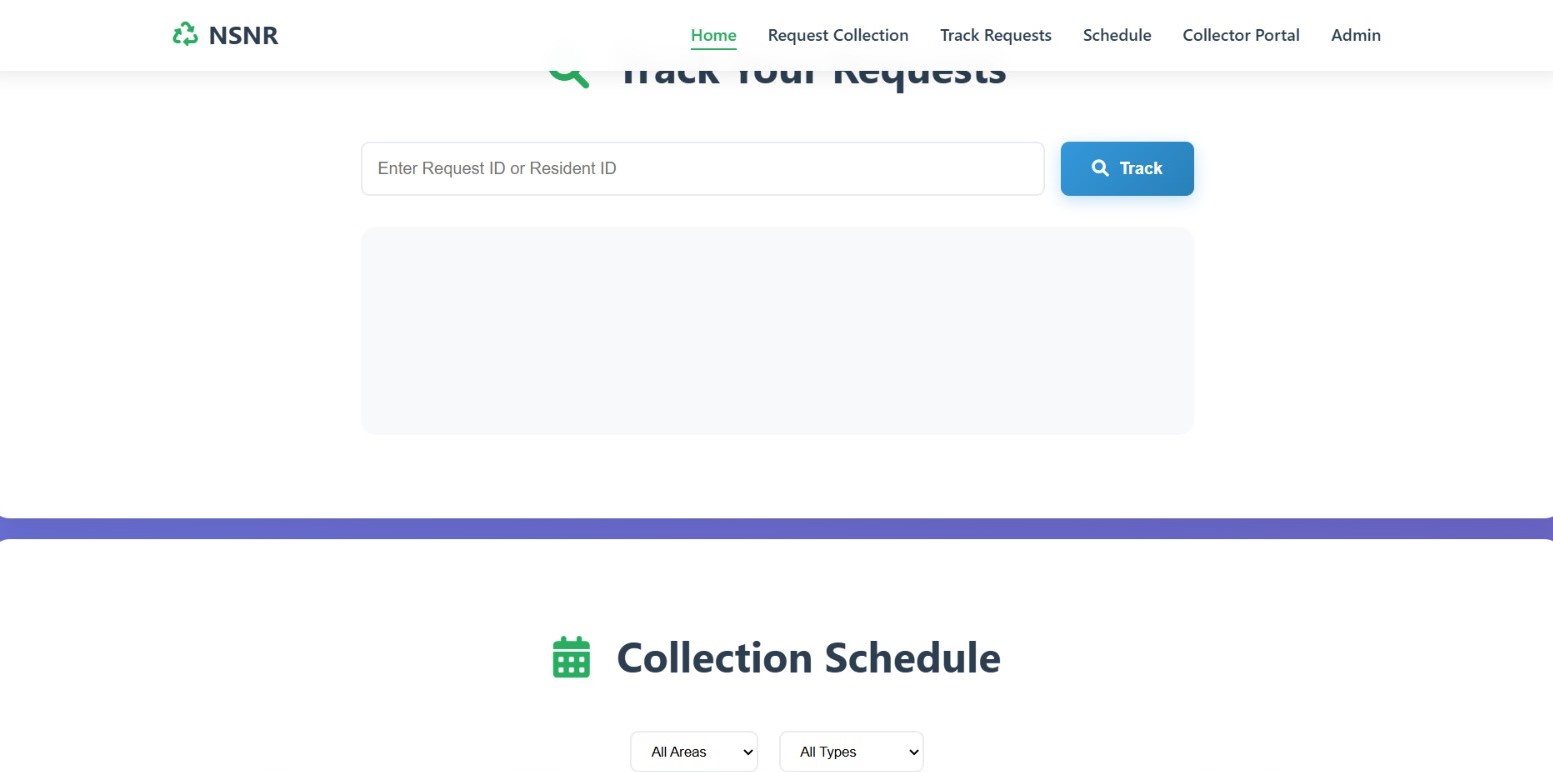 NSNR
Home Request Collection Track Requests Schedule Collector Portal Admin
Track Your Requests
Enter Request ID or Resident ID
Track
Collection Schedule
All Areas All Types